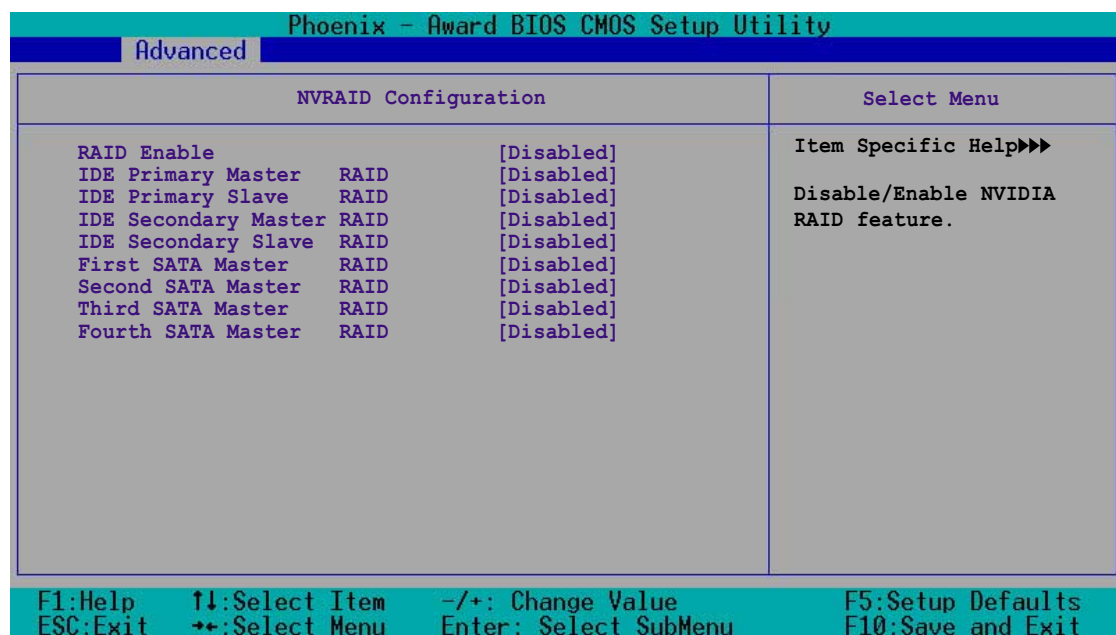 Phoenix - Award BIOS CMOS Setup Utility
Advanced
NVRAID Configuration
Select Menu
RAID Enable [Disabled]
IDE Primary Master RAID [Disabled]
IDE Primary Slave RAID [Disabled]
IDE Secondary Master RAID [Disabled]
IDE Secondary Slave RAID [Disabled]
First SATA Master RAID [Disabled]
Second SATA Master RAID [Disabled]
Third SATA Master RAID [Disabled]
Fourth SATA Master RAID [Disabled]
Item Specific Help▶▶▶
Disable/Enable NVIDIA
RAID feature.
F1:Help ↑↓:Select Item -/+: Change Value F5:Setup Defaults
ESC:Exit →←:Select Menu Enter: Select SubMenu F10:Save and Exit